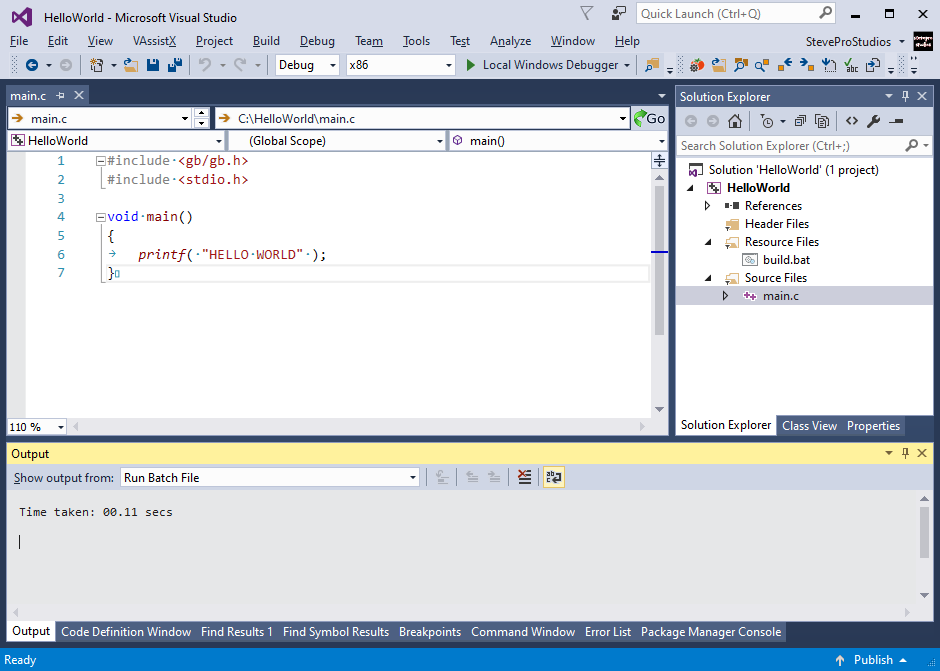 HelloWorld - Microsoft Visual Studio
Quick Launch (Ctrl+Q)
File Edit View VAssistX Project Build Debug Team Tools Test Analyze Window Help
SteveProStudios
Debug x86 Local Windows Debugger
main.c
main.c C:\HelloWorld\main.c Go
HelloWorld (Global Scope) main()
1 #include <gb/gb.h>
2 #include <stdio.h>
3
4 void main()
5 {
6 printf( "HELLO WORLD" );
7 }
110 %
Solution Explorer
Search Solution Explorer (Ctrl+;)
Solution 'HelloWorld' (1 project)
HelloWorld
References
Header Files
Resource Files
build.bat
Source Files
main.c
Solution Explorer Class View Properties
Output
Show output from: Run Batch File
Time taken: 00.11 secs
Output Code Definition Window Find Results 1 Find Symbol Results Breakpoints Command Window Error List Package Manager Console
Ready Publish